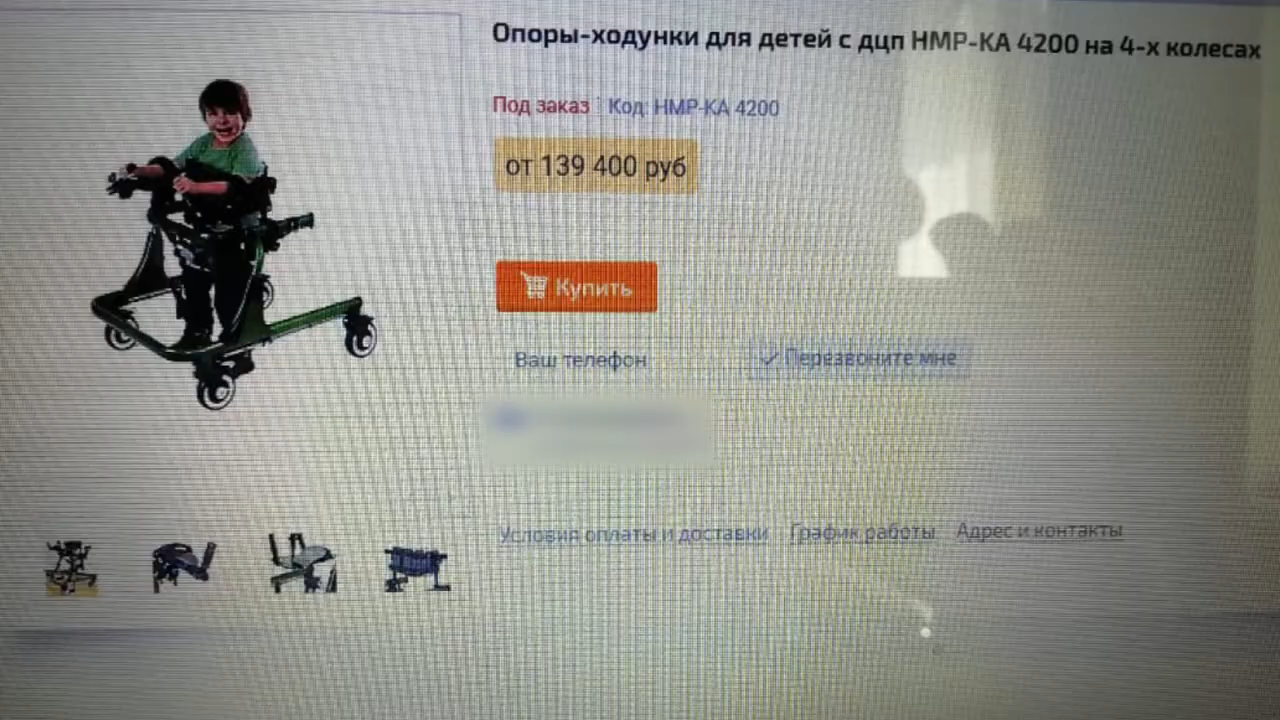 Опоры-ходунки для детей с дцп HMP-KA 4200 на 4-х колесах
Под заказ Код: HMP-KA 4200
от 139 400 руб
Купить
Ваш телефон Перезвоните мне
Условия оплаты и доставки График работы Адрес и контакты